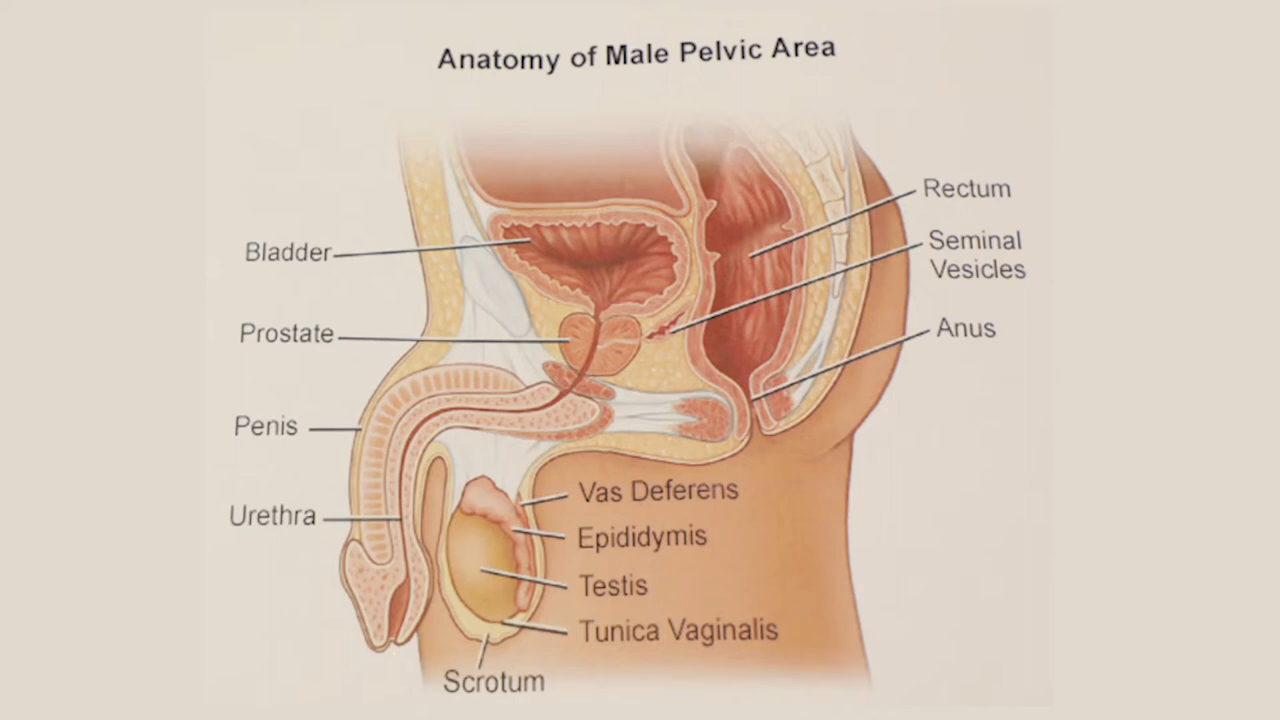 Anatomy of Male Pelvic Area
Bladder
Prostate
Penis
Urethra
Rectum
Seminal
Vesicles
Anus
Vas Deferens
Epididymis
Testis
Tunica Vaginalis
Scrotum